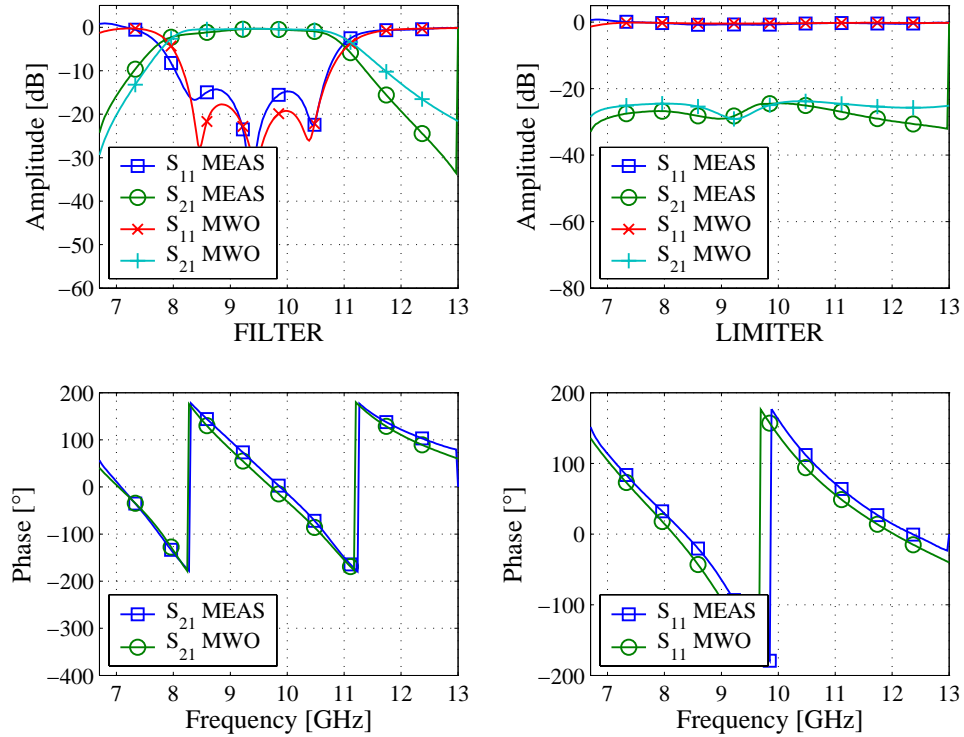 0
−10
−20
−30
−40
−50
−60
Amplitude [dB]
S11 MEAS
S21 MEAS
S11 MWO
S21 MWO
7 8 9 10 11 12 13
FILTER
0
−20
−40
−60
−80
Amplitude [dB]
S11 MEAS
S21 MEAS
S11 MWO
S21 MWO
7 8 9 10 11 12 13
LIMITER
200
100
0
−100
−200
−300
−400
Phase [°]
S21 MEAS
S21 MWO
7 8 9 10 11 12 13
Frequency [GHz]
200
100
0
−100
−200
Phase [°]
S11 MEAS
S11 MWO
7 8 9 10 11 12 13
Frequency [GHz]